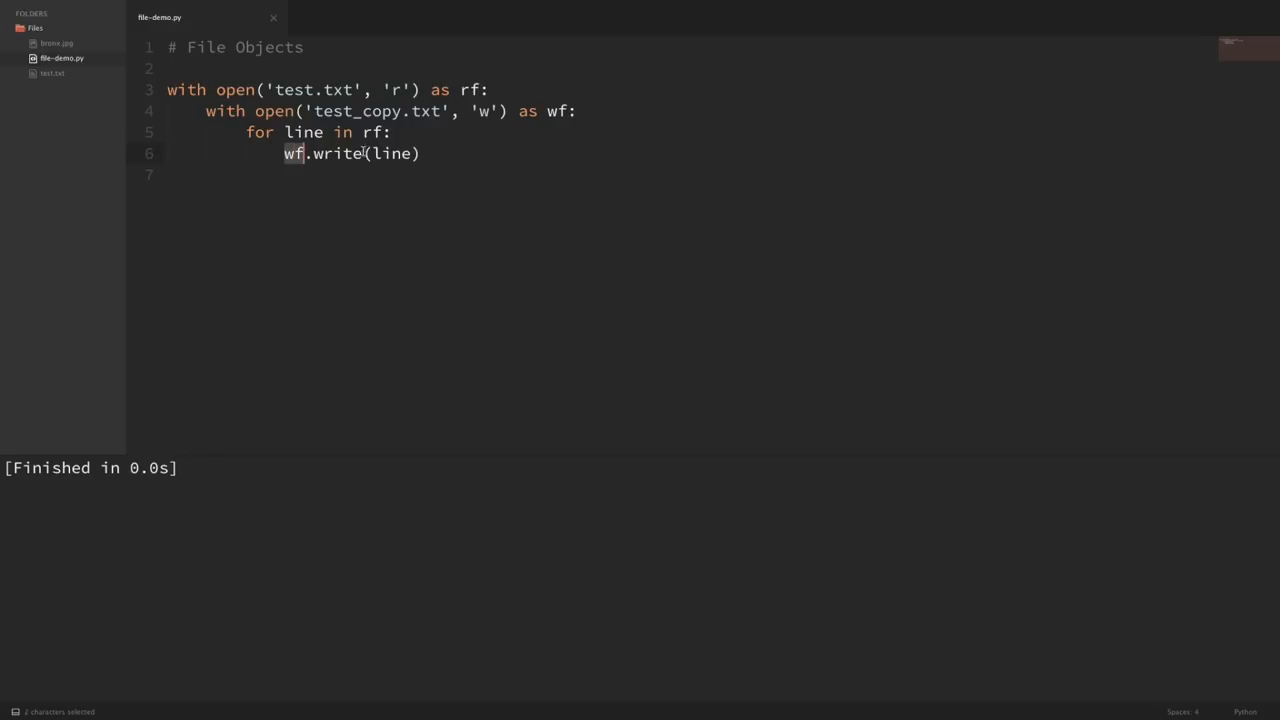 FOLDERS
Files
bronx.jpg
file-demo.py
test.txt
file-demo.py
1 # File Objects
2
3 with open('test.txt', 'r') as rf:
4     with open('test_copy.txt', 'w') as wf:
5         for line in rf:
6             wf.write(line)
7
[Finished in 0.0s]
2 characters selected
Spaces: 4
Python